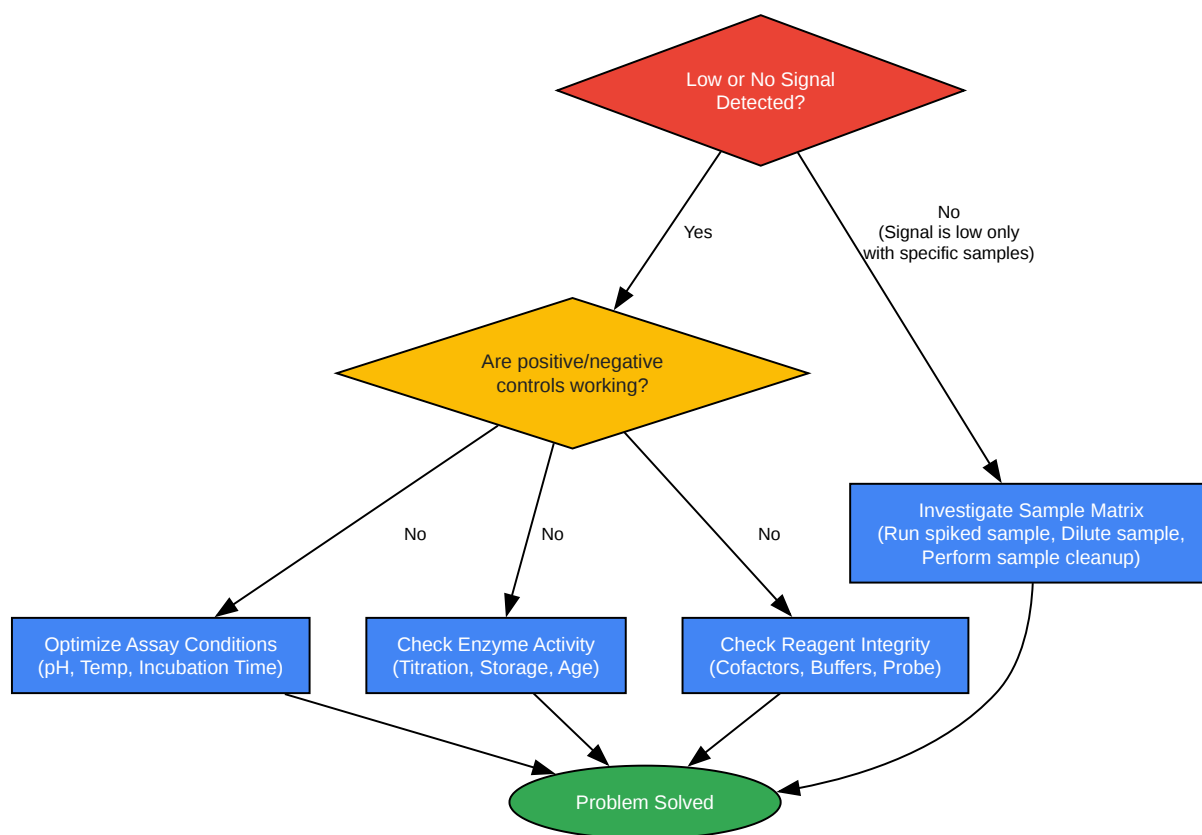 Low or No Signal
Detected?
Yes
No
(Signal is low only
with specific samples)
Are positive/negative
controls working?
No
No
No
Investigate Sample Matrix
(Run spiked sample, Dilute sample,
Perform sample cleanup)
Optimize Assay Conditions
(pH, Temp, Incubation Time)
Check Enzyme Activity
(Titration, Storage, Age)
Check Reagent Integrity
(Cofactors, Buffers, Probe)
Problem Solved